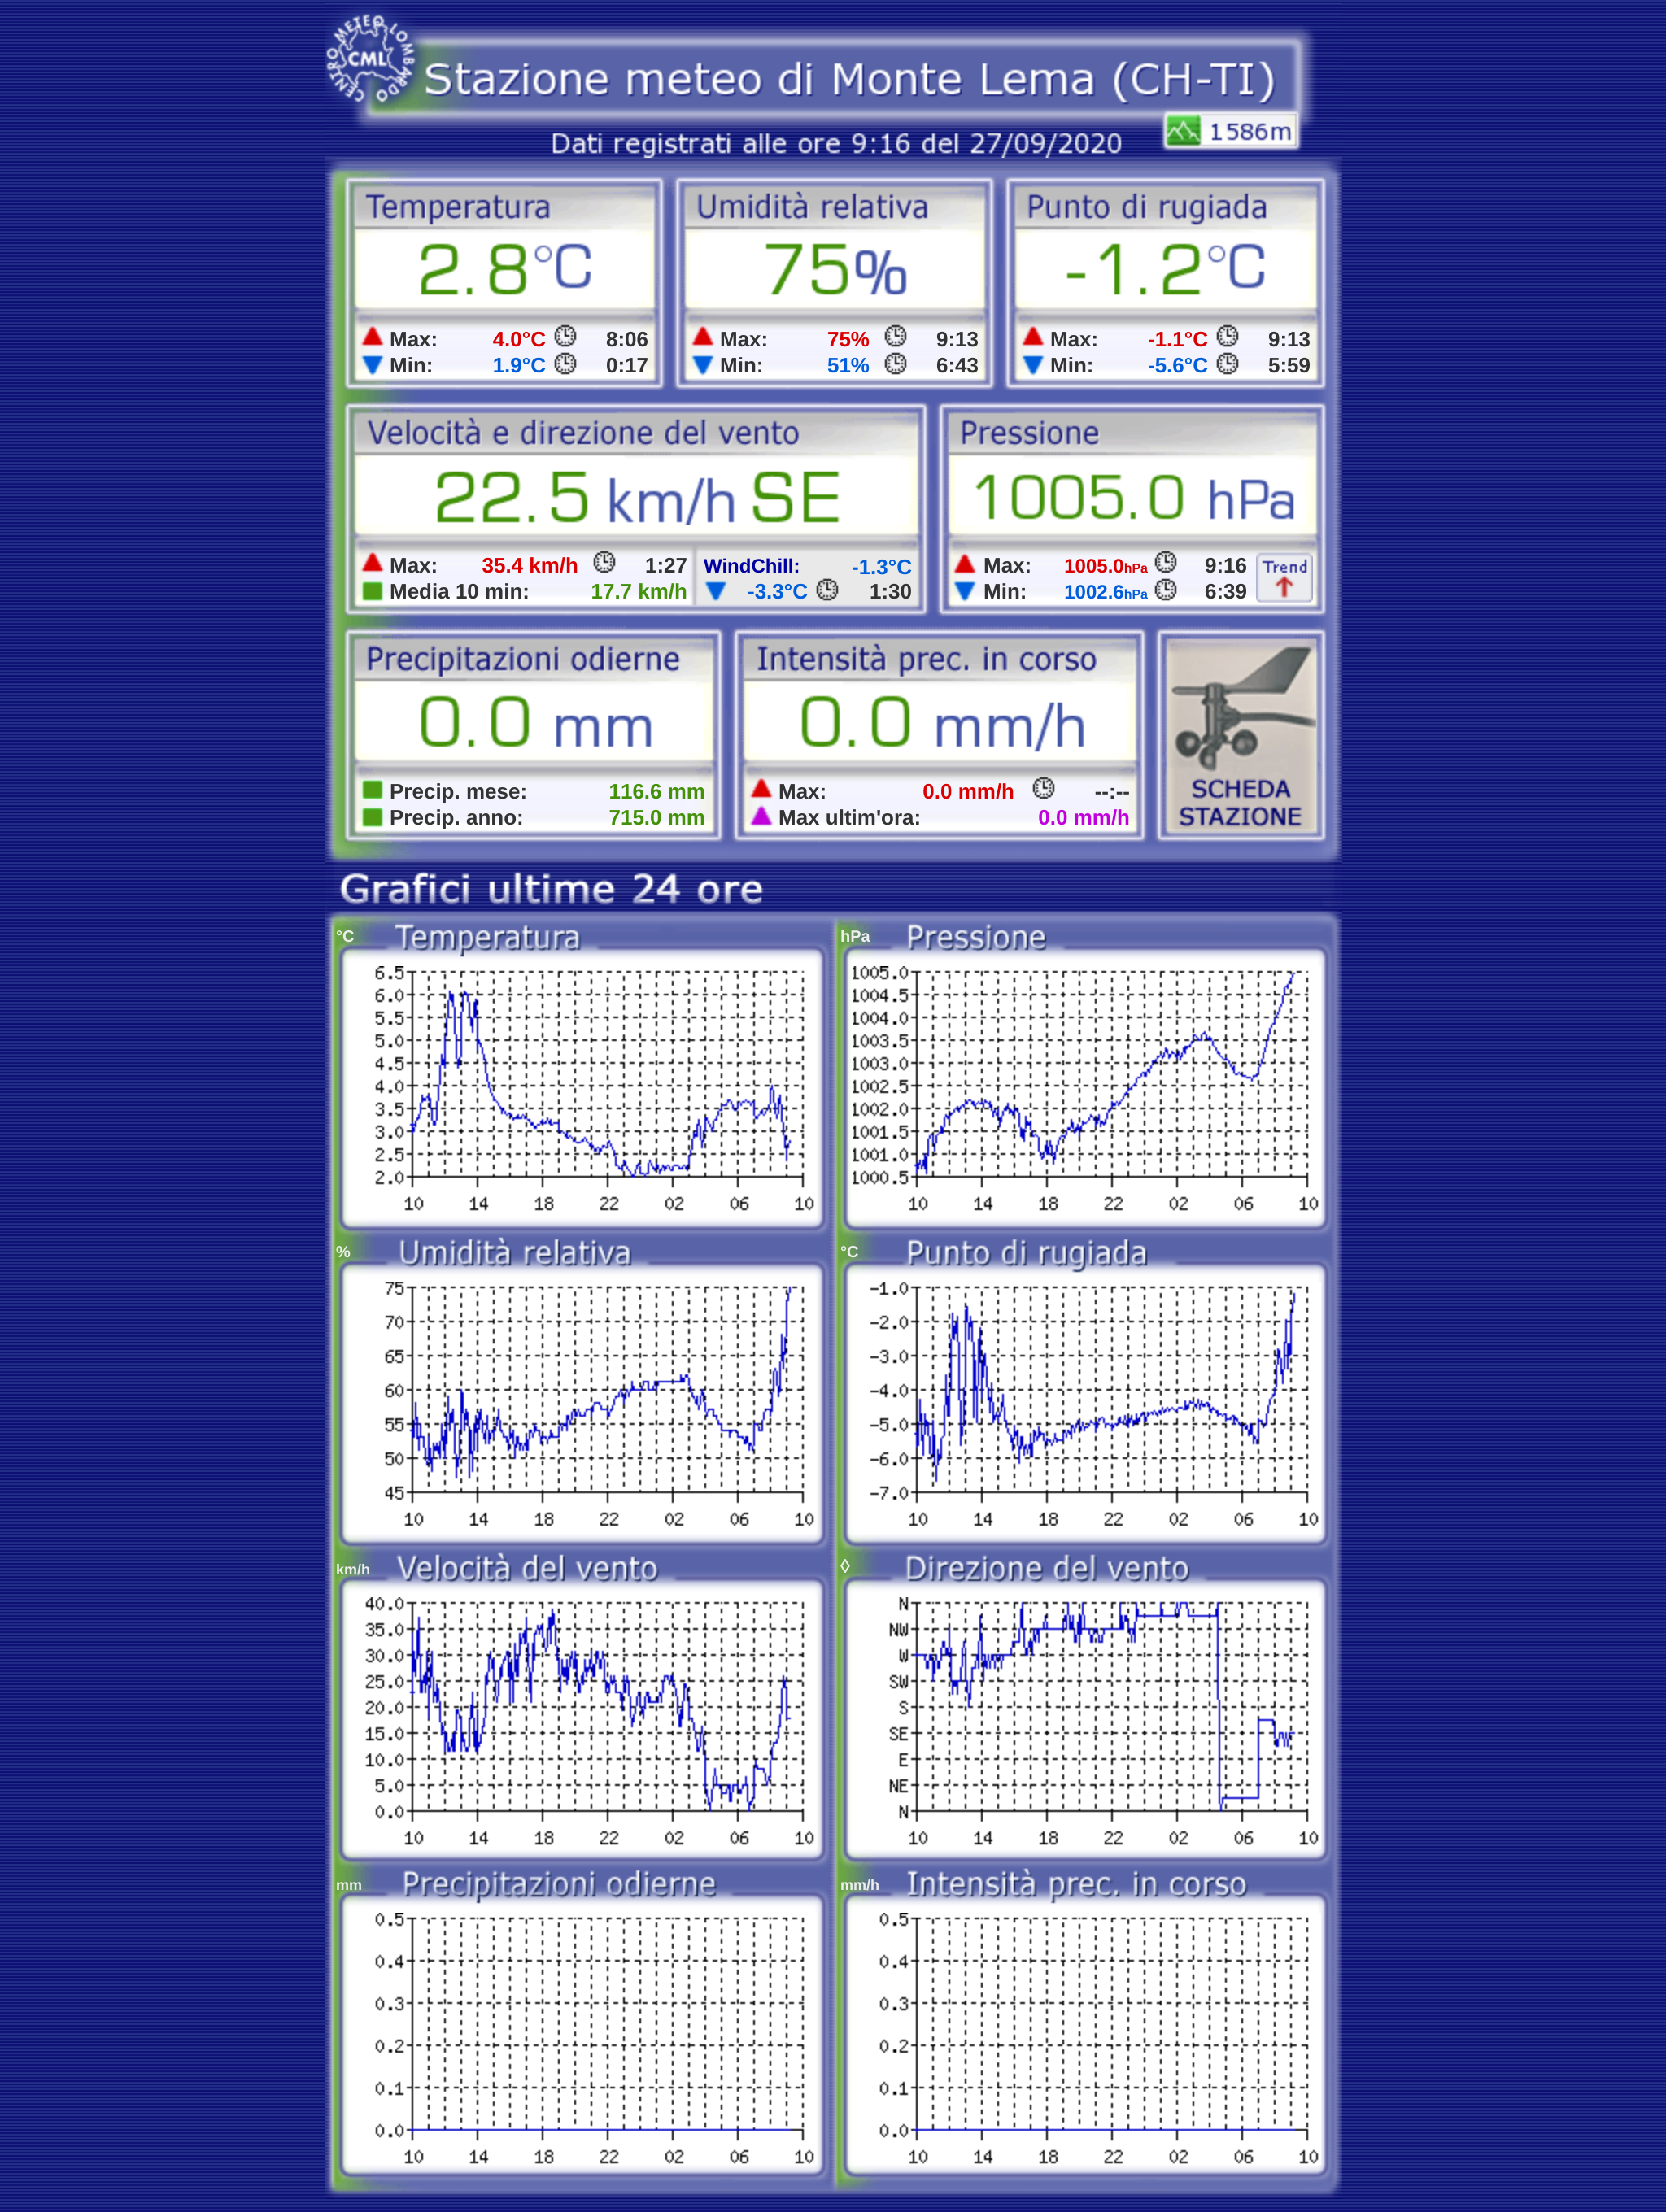 CENTRO METEO LOMBARDO
CML
Stazione meteo di Monte Lema (CH-TI)
1586m
Dati registrati alle ore 9:16 del 27/09/2020
Temperatura
2.8°C
Max: 4.0°C 8:06
Min: 1.9°C 0:17
Umidità relativa
75%
Max: 75% 9:13
Min: 51% 6:43
Punto di rugiada
-1.2°C
Max: -1.1°C 9:13
Min: -5.6°C 5:59
Velocità e direzione del vento
22.5 km/h SE
Max: 35.4 km/h 1:27
Media 10 min: 17.7 km/h
WindChill: -1.3°C
-3.3°C 1:30
Pressione
1005.0 hPa
Max: 1005.0hPa 9:16
Min: 1002.6hPa 6:39
Trend
Precipitazioni odierne
0.0 mm
Precip. mese: 116.6 mm
Precip. anno: 715.0 mm
Intensità prec. in corso
0.0 mm/h
Max: 0.0 mm/h --:--
Max ultim'ora: 0.0 mm/h
SCHEDA
STAZIONE
Grafici ultime 24 ore
°C Temperatura
6.5
6.0
5.5
5.0
4.5
4.0
3.5
3.0
2.5
2.0
10 14 18 22 02 06 10
hPa Pressione
1005.0
1004.5
1004.0
1003.5
1003.0
1002.5
1002.0
1001.5
1001.0
1000.5
10 14 18 22 02 06 10
% Umidità relativa
75
70
65
60
55
50
45
10 14 18 22 02 06 10
°C Punto di rugiada
-1.0
-2.0
-3.0
-4.0
-5.0
-6.0
-7.0
10 14 18 22 02 06 10
km/h Velocità del vento
40.0
35.0
30.0
25.0
20.0
15.0
10.0
5.0
0.0
10 14 18 22 02 06 10
◊ Direzione del vento
N
NW
W
SW
S
SE
E
NE
N
10 14 18 22 02 06 10
mm Precipitazioni odierne
0.5
0.4
0.3
0.2
0.1
0.0
10 14 18 22 02 06 10
mm/h Intensità prec. in corso
0.5
0.4
0.3
0.2
0.1
0.0
10 14 18 22 02 06 10